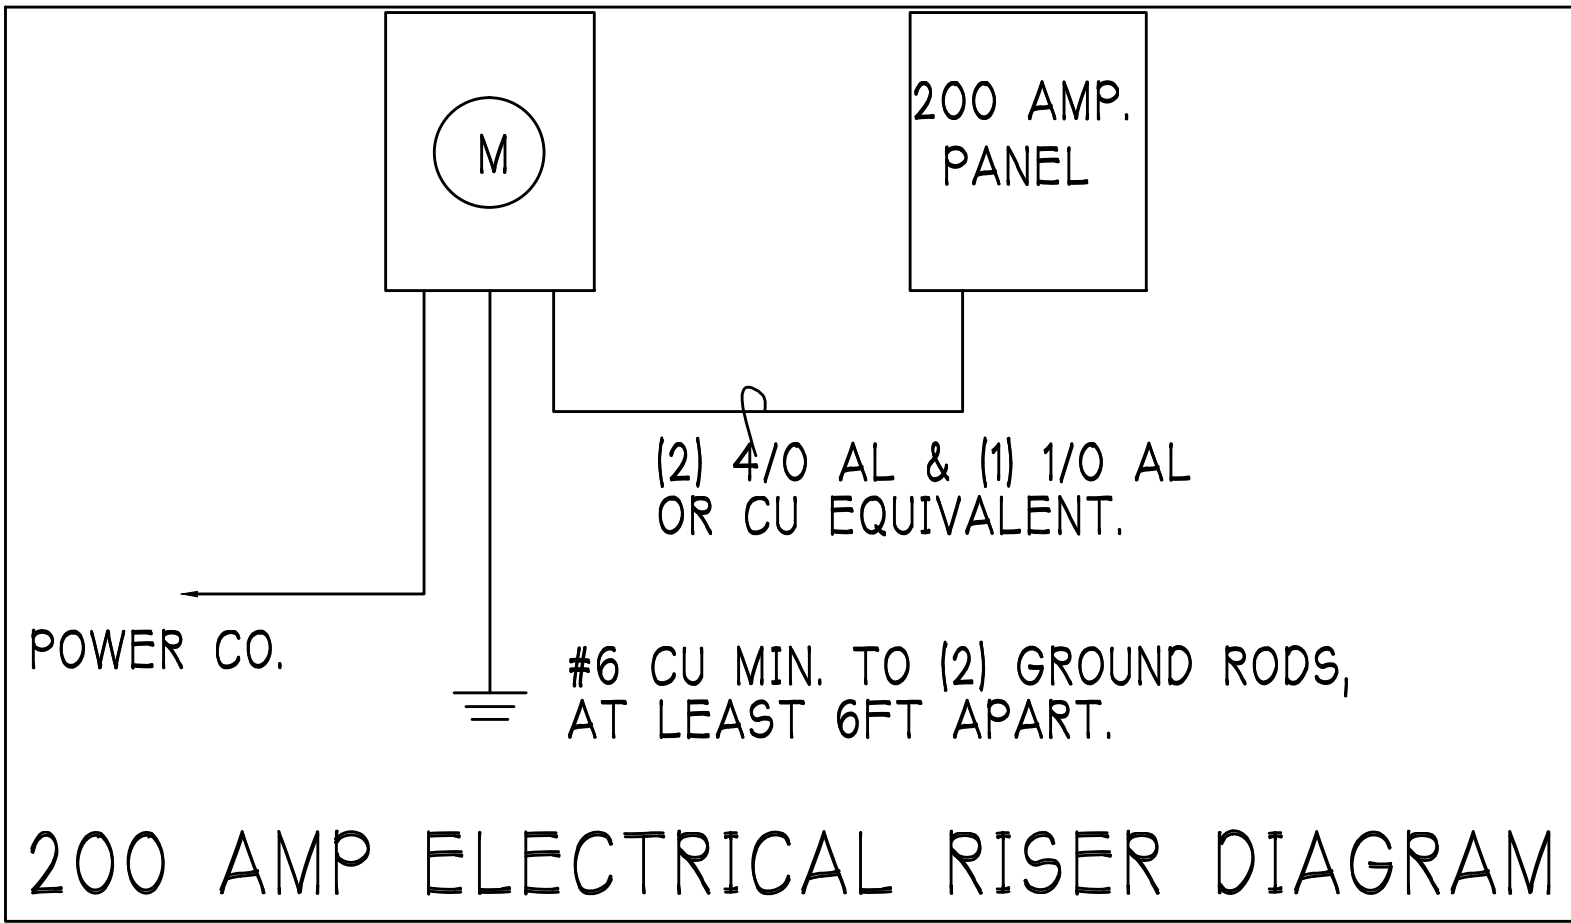 M
200 AMP.
PANEL
(2) 4/0 AL & (1) 1/0 AL
OR CU EQUIVALENT.
POWER CO.
#6 CU MIN. TO (2) GROUND RODS,
AT LEAST 6FT APART.
200 AMP ELECTRICAL RISER DIAGRAM